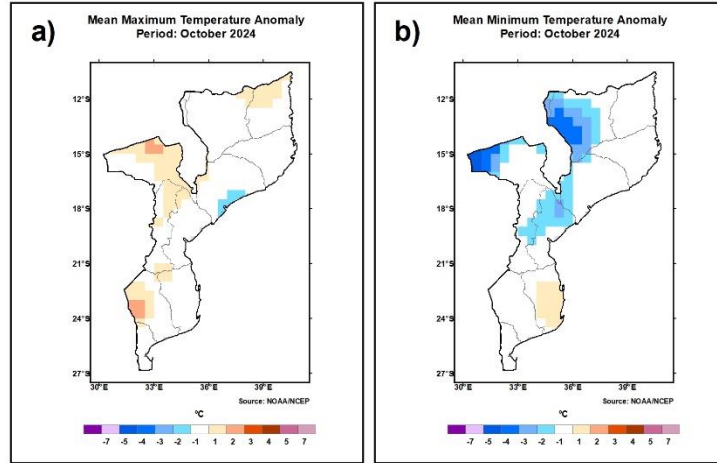 a)
Mean Maximum Temperature Anomaly
Period: October 2024
12°S
15°S
18°S
21°S
24°S
27°S
30°E 33°E 36°E 39°E
Source: NOAA/NCEP
°C
-7 -5 -4 -3 -2 -1 1 2 3 4 5 7
b)
Mean Minimum Temperature Anomaly
Period: October 2024
12°S
15°S
18°S
21°S
24°S
27°S
30°E 33°E 36°E 39°E
Source: NOAA/NCEP
°C
-7 -5 -4 -3 -2 -1 1 2 3 4 5 7